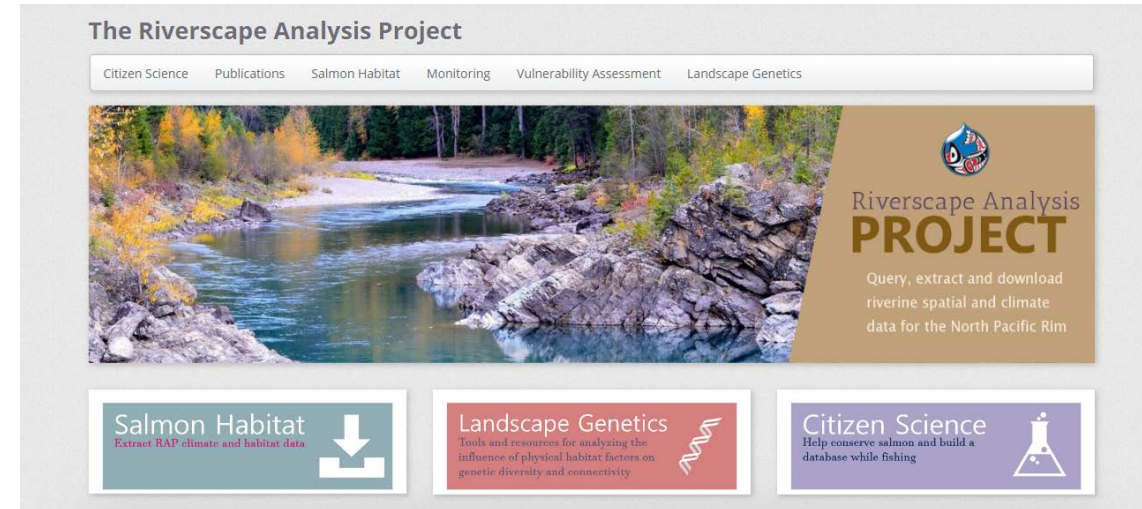 The Riverscape Analysis Project
Citizen Science Publications Salmon Habitat Monitoring Vulnerability Assessment Landscape Genetics
Riverscape Analysis
PROJECT
Query, extract and download
riverine spatial and climate
data for the North Pacific Rim
Salmon Habitat
Extract RAP climate and habitat data
Landscape Genetics
Tools and resources for analyzing the
influence of physical habitat factors on
genetic diversity and connectivity
Citizen Science
Help conserve salmon and build a
database while fishing